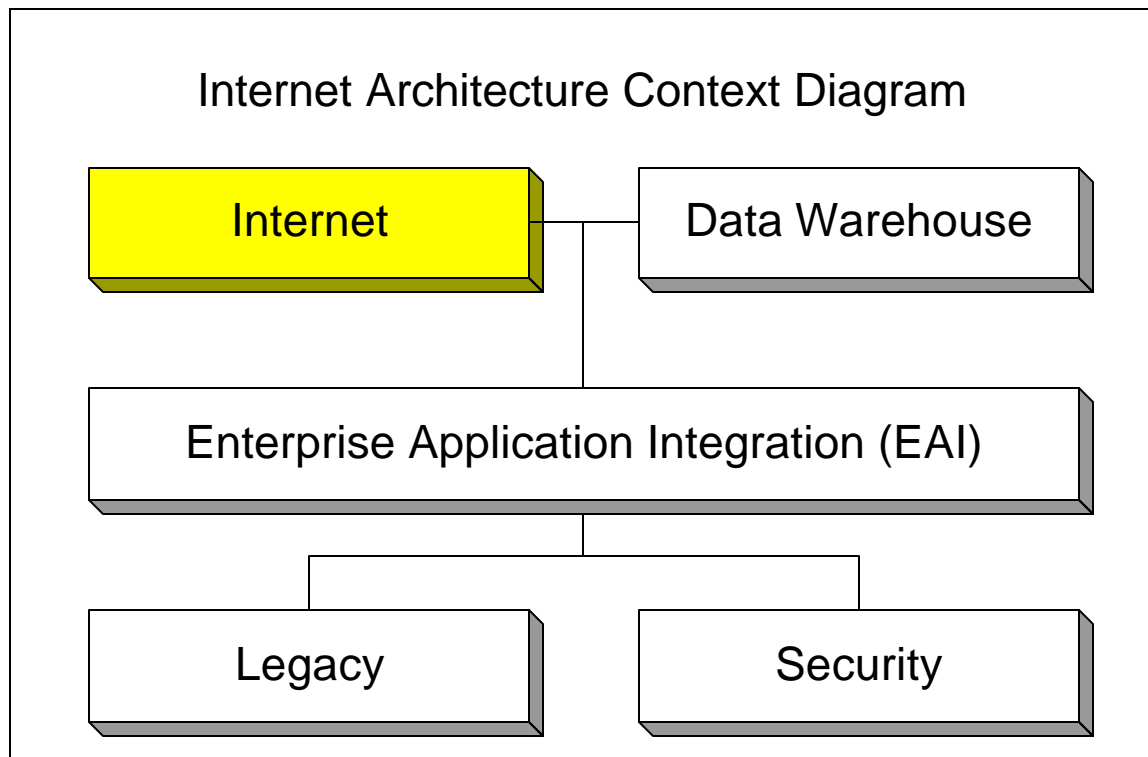 Internet Architecture Context Diagram
Internet
Data Warehouse
Enterprise Application Integration (EAI)
Legacy
Security